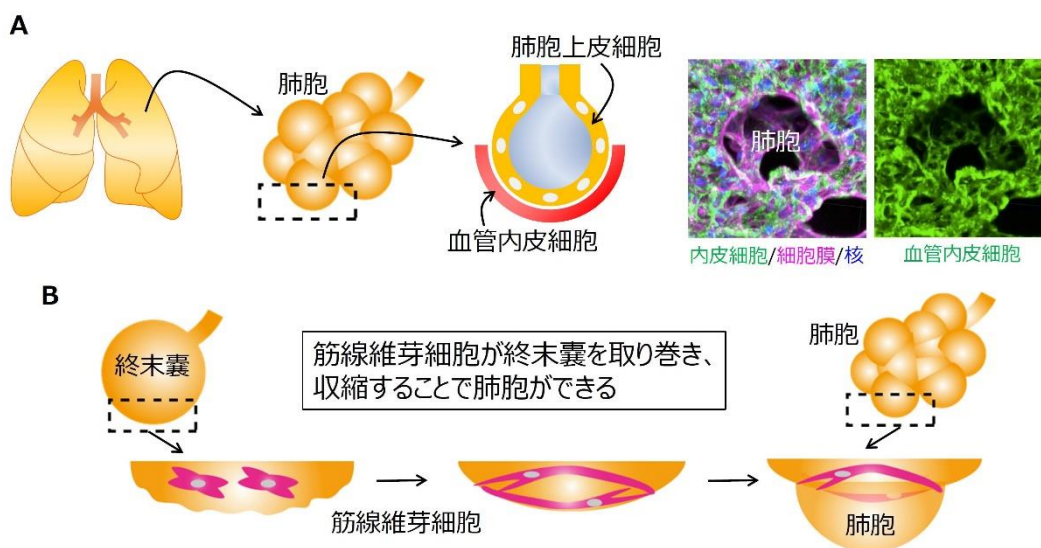 A
肺胞
肺胞上皮細胞
血管内皮細胞
肺胞
内皮細胞/細胞膜/核
血管内皮細胞
B
終末嚢
筋線維芽細胞が終末嚢を取り巻き、
収縮することで肺胞ができる
肺胞
筋線維芽細胞
肺胞